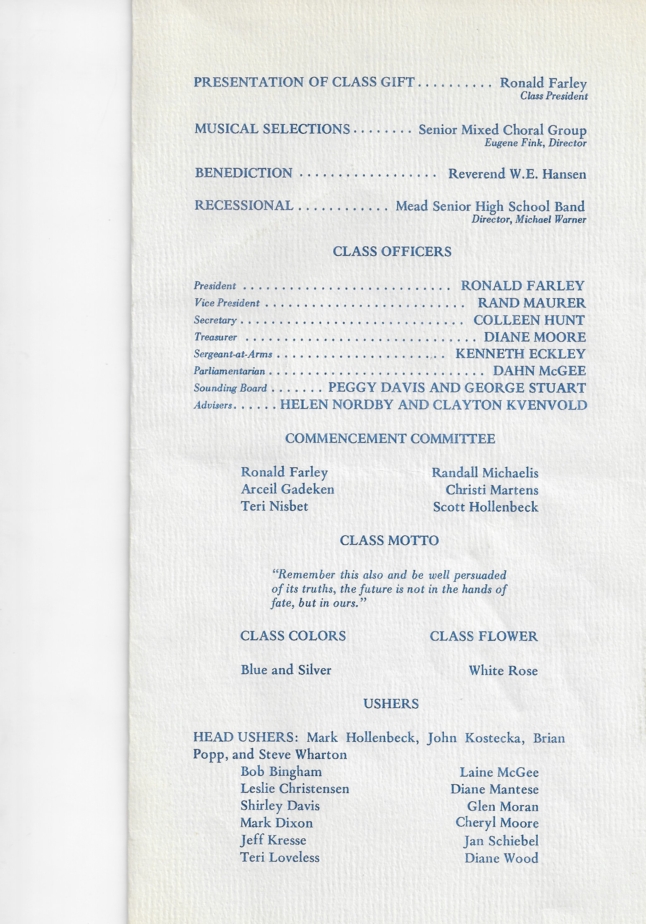 PRESENTATION OF CLASS GIFT . . . . . . . . . . Ronald Farley
Class President
MUSICAL SELECTIONS . . . . . . . . Senior Mixed Choral Group
Eugene Fink, Director
BENEDICTION . . . . . . . . . . . . . . . . . . Reverend W.E. Hansen
RECESSIONAL . . . . . . . . . . . . Mead Senior High School Band
Director, Michael Warner
CLASS OFFICERS
President . . . . . . . . . . . . . . . . . . . . . . . . . . . RONALD FARLEY
Vice President . . . . . . . . . . . . . . . . . . . . . . . . . . RAND MAURER
Secretary . . . . . . . . . . . . . . . . . . . . . . . . . . . . . COLLEEN HUNT
Treasurer . . . . . . . . . . . . . . . . . . . . . . . . . . . . . . DIANE MOORE
Sergeant-at-Arms . . . . . . . . . . . . . . . . . . . . . . KENNETH ECKLEY
Parliamentarian . . . . . . . . . . . . . . . . . . . . . . . . . . . . DAHN McGEE
Sounding Board . . . . . . . PEGGY DAVIS AND GEORGE STUART
Advisers . . . . . . HELEN NORDBY AND CLAYTON KVENVOLD
COMMENCEMENT COMMITTEE
Ronald Farley Randall Michaelis
Arceil Gadeken Christi Martens
Teri Nisbet Scott Hollenbeck
CLASS MOTTO
"Remember this also and be well persuaded
of its truths, the future is not in the hands of
fate, but in ours."
CLASS COLORS CLASS FLOWER
Blue and Silver White Rose
USHERS
HEAD USHERS: Mark Hollenbeck, John Kostecka, Brian
Popp, and Steve Wharton
Bob Bingham Laine McGee
Leslie Christensen Diane Mantese
Shirley Davis Glen Moran
Mark Dixon Cheryl Moore
Jeff Kresse Jan Schiebel
Teri Loveless Diane Wood